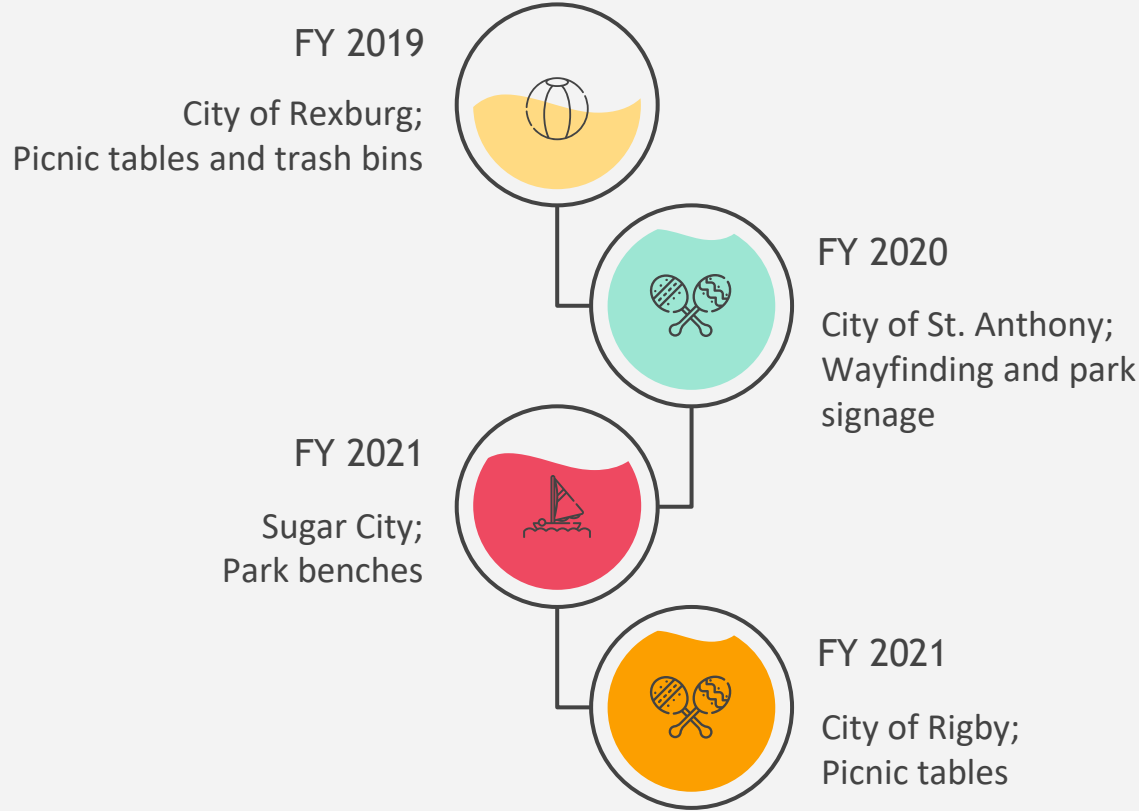 FY 2019
City of Rexburg;
Picnic tables and trash bins
FY 2020
City of St. Anthony;
Wayfinding and park
signage
FY 2021
Sugar City;
Park benches
FY 2021
City of Rigby;
Picnic tables